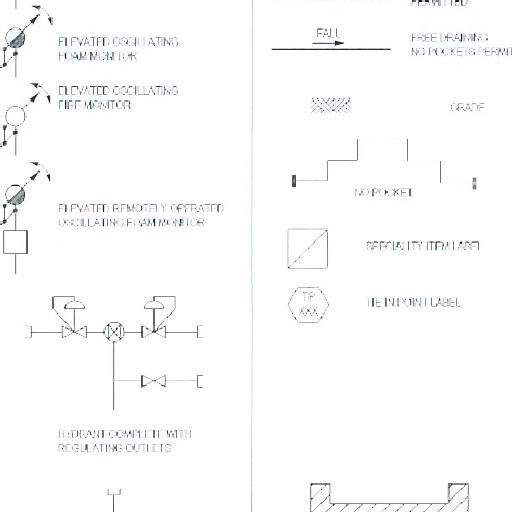 ELEVATED OSCILLATING
FOAM MONITOR
ELEVATED OSCILLATING
FIRE MONITOR
ELEVATED REMOTELY OPERATED
OSCILLATING FOAM MONITOR
HYDRANT COMPLETE WITH
REGULATING OUTLETS
PERMITTED
FALL
FREE DRAINING
NO POCKETS PERMIT
GRADE
NO POCKET
SPECIALITY ITEM LABEL
TIP
XXX
TIE IN POINT LABEL